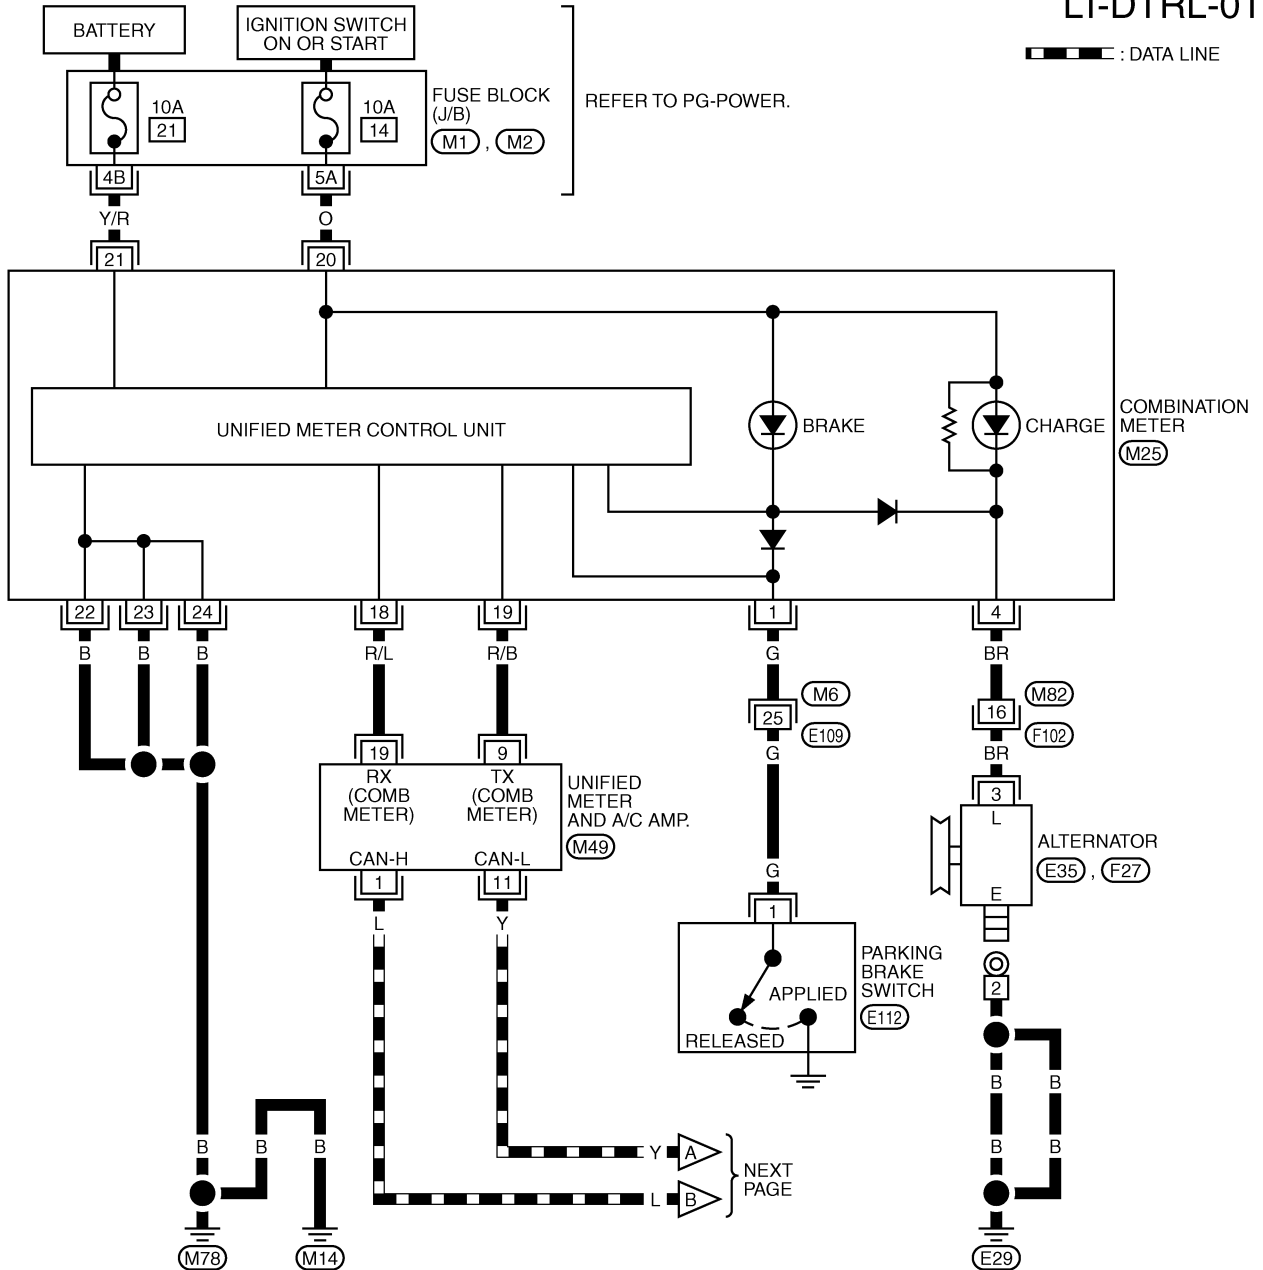 LT-DTRL-01
: DATA LINE
BATTERY
IGNITION SWITCH
ON OR START
10A
21
10A
14
FUSE BLOCK
(J/B)
M1 , M2
REFER TO PG-POWER.
4B
5A
Y/R
O
21
20
UNIFIED METER CONTROL UNIT
BRAKE
CHARGE
COMBINATION
METER
M25
22
23
24
18
19
1
4
B
B
B
R/L
R/B
G
BR
M6
25
E109
M82
16
F102
G
BR
19
9
3
RX
(COMB
METER)
TX
(COMB
METER)
CAN-H
CAN-L
UNIFIED
METER
AND A/C AMP.
M49
L
E
ALTERNATOR
E35 , F27
1
11
G
L
Y
1
PARKING
BRAKE
SWITCH
E112
APPLIED
RELEASED
2
B
B
B
B
B
B
B
Y
A
L
B
NEXT
PAGE
M78
M14
E29